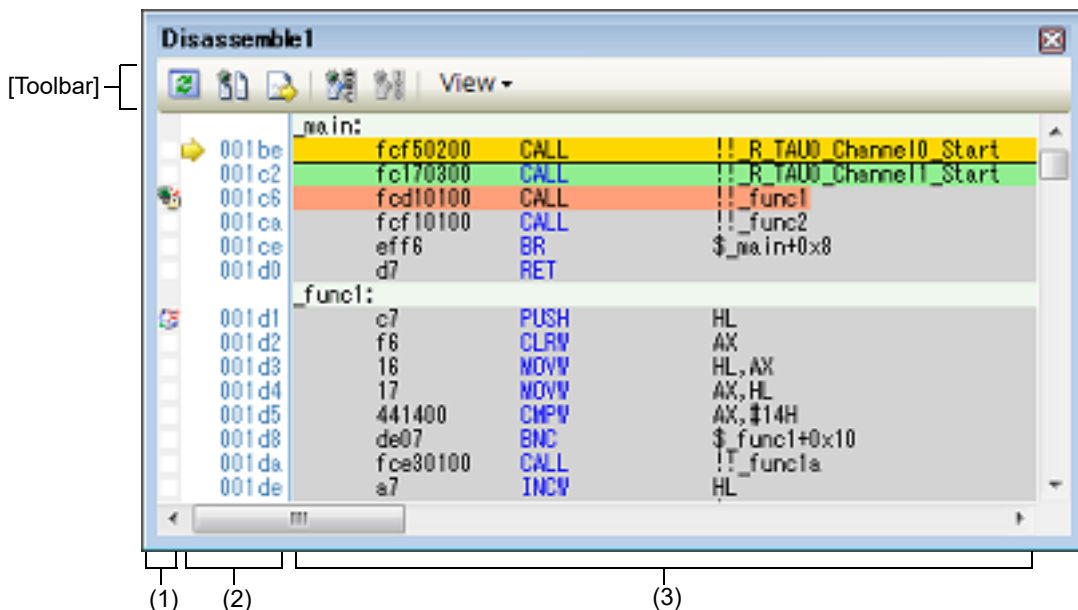 Disassemble1
[Toolbar]
View
_main:
001be fcf50200 CALL !!_R_TAU0_Channel0_Start
001c2 fc170300 CALL !!_R_TAU0_Channel1_Start
001c6 fcd10100 CALL !!_func1
001ca fcf10100 CALL !!_func2
001ce eff6 BR $_main+0x8
001d0 d7 RET
_func1:
001d1 c7 PUSH HL
001d2 f6 CLRW AX
001d3 16 MOVW HL,AX
001d4 17 MOVW AX,HL
001d5 441400 CMPW AX,#14H
001d8 de07 BNC $_func1+0x10
001da fce30100 CALL !!_func1a
001de a7 INCW HL
(1) (2) (3)